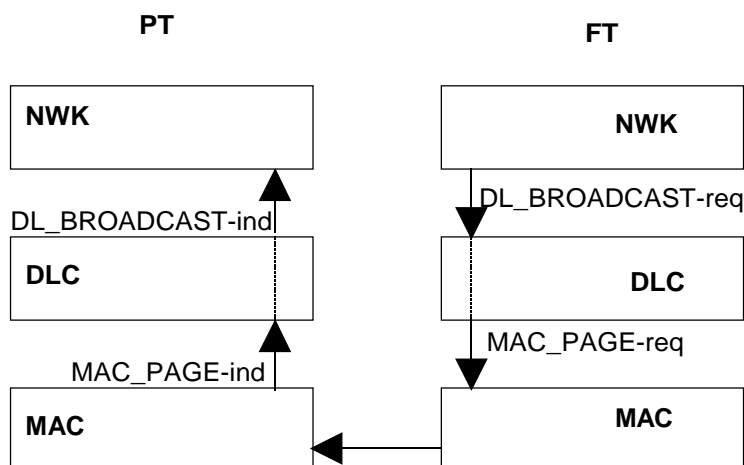 PT
FT
NWK
NWK
DL_BROADCAST-req
DL_BROADCAST-ind
DLC
DLC
MAC_PAGE-req
MAC_PAGE-ind
MAC
MAC